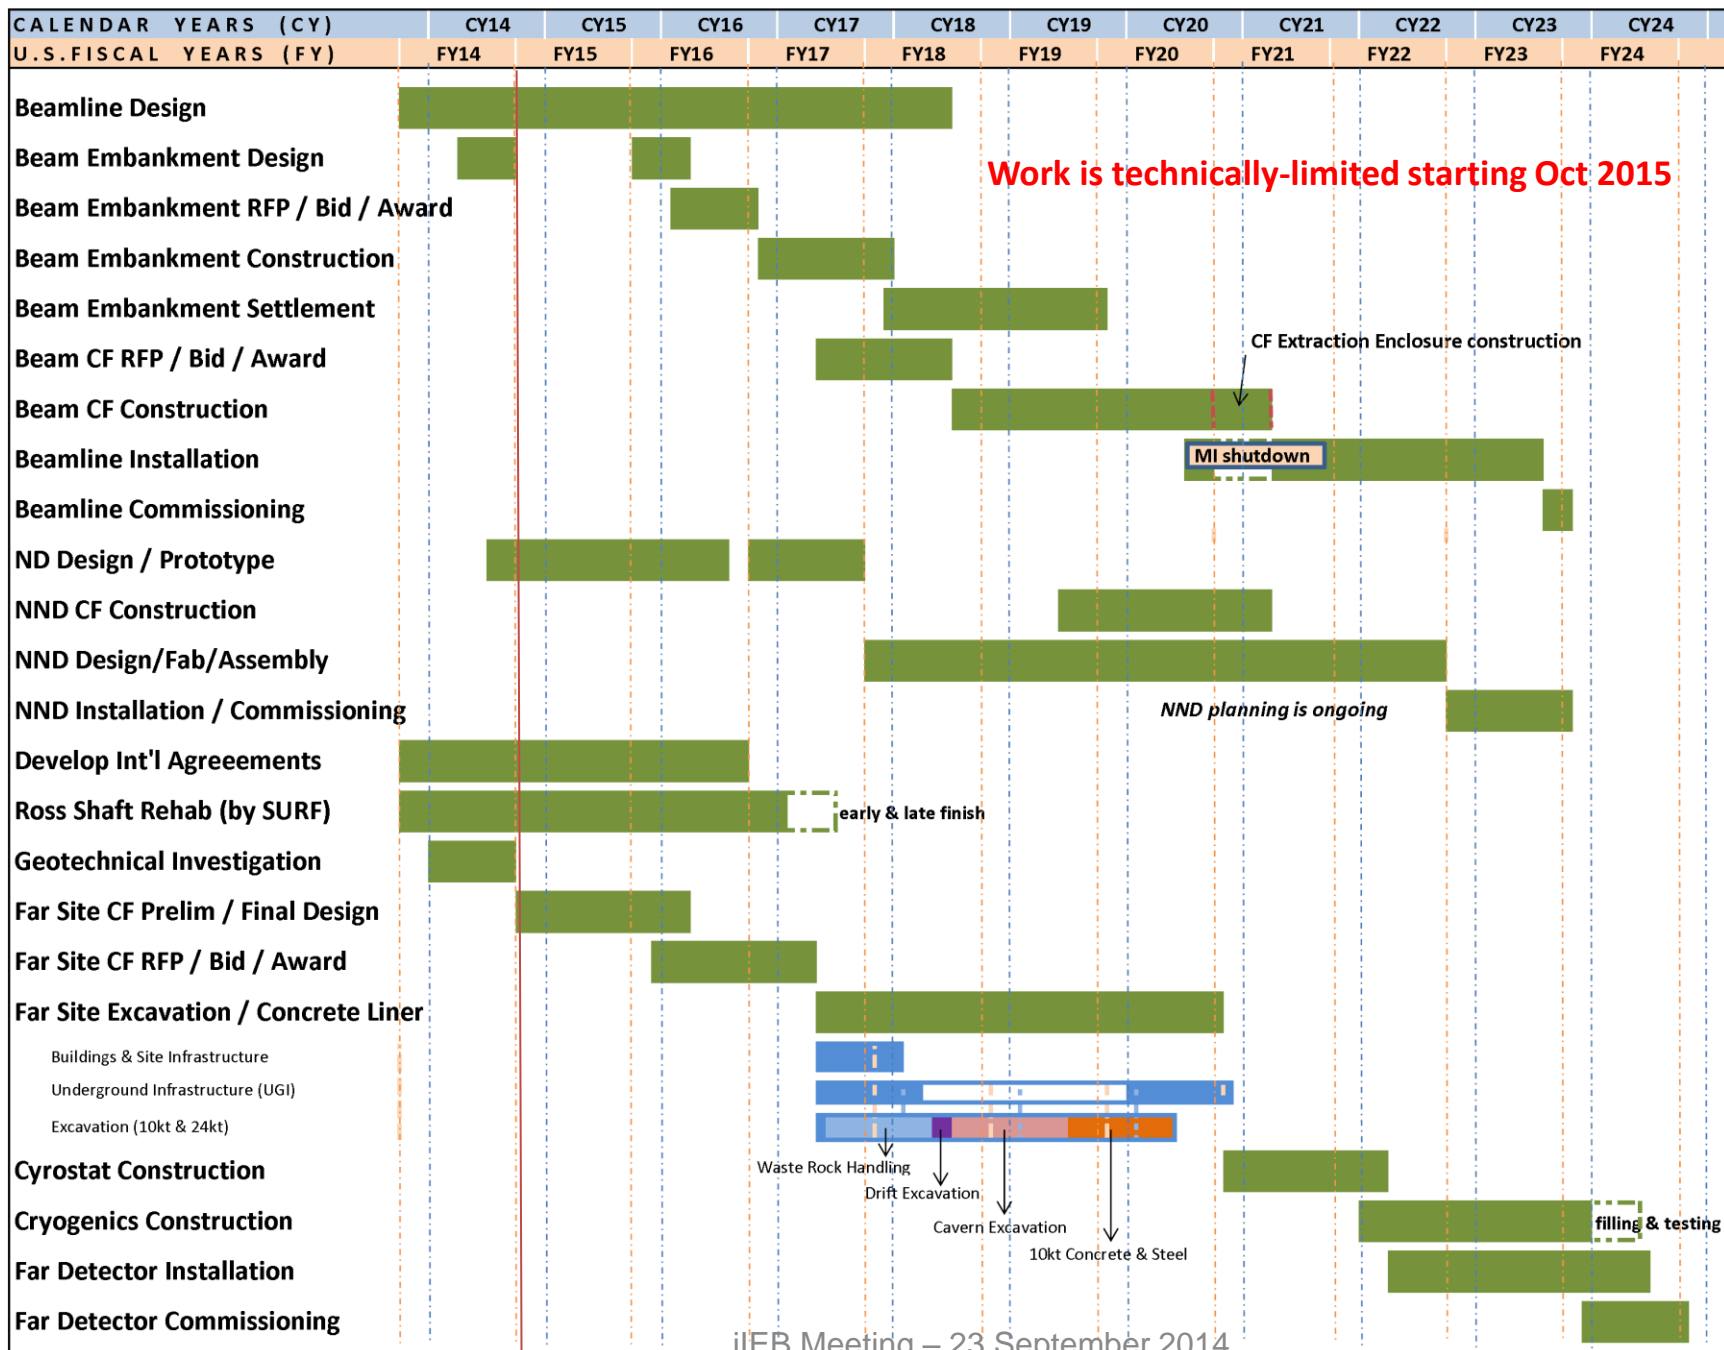 CALENDAR YEARS (CY) CY14 CY15 CY16 CY17 CY18 CY19 CY20 CY21 CY22 CY23 CY24
U.S.FISCAL YEARS (FY) FY14 FY15 FY16 FY17 FY18 FY19 FY20 FY21 FY22 FY23 FY24
Beamline Design
Beam Embankment Design
Work is technically-limited starting Oct 2015
Beam Embankment RFP / Bid / Award
Beam Embankment Construction
Beam Embankment Settlement
CF Extraction Enclosure construction
Beam CF RFP / Bid / Award
Beam CF Construction
Beamline Installation
MI shutdown
Beamline Commissioning
ND Design / Prototype
NND CF Construction
NND Design/Fab/Assembly
NND Installation / Commissioning
NND planning is ongoing
Develop Int'l Agreeements
Ross Shaft Rehab (by SURF)
early & late finish
Geotechnical Investigation
Far Site CF Prelim / Final Design
Far Site CF RFP / Bid / Award
Far Site Excavation / Concrete Liner
Buildings & Site Infrastructure
Underground Infrastructure (UGI)
Excavation (10kt & 24kt)
Waste Rock Handling
Drift Excavation
Cavern Excavation
10kt Concrete & Steel
Cyrostat Construction
Cryogenics Construction
filling & testing
Far Detector Installation
Far Detector Commissioning
iIEB Meeting – 23 September 2014